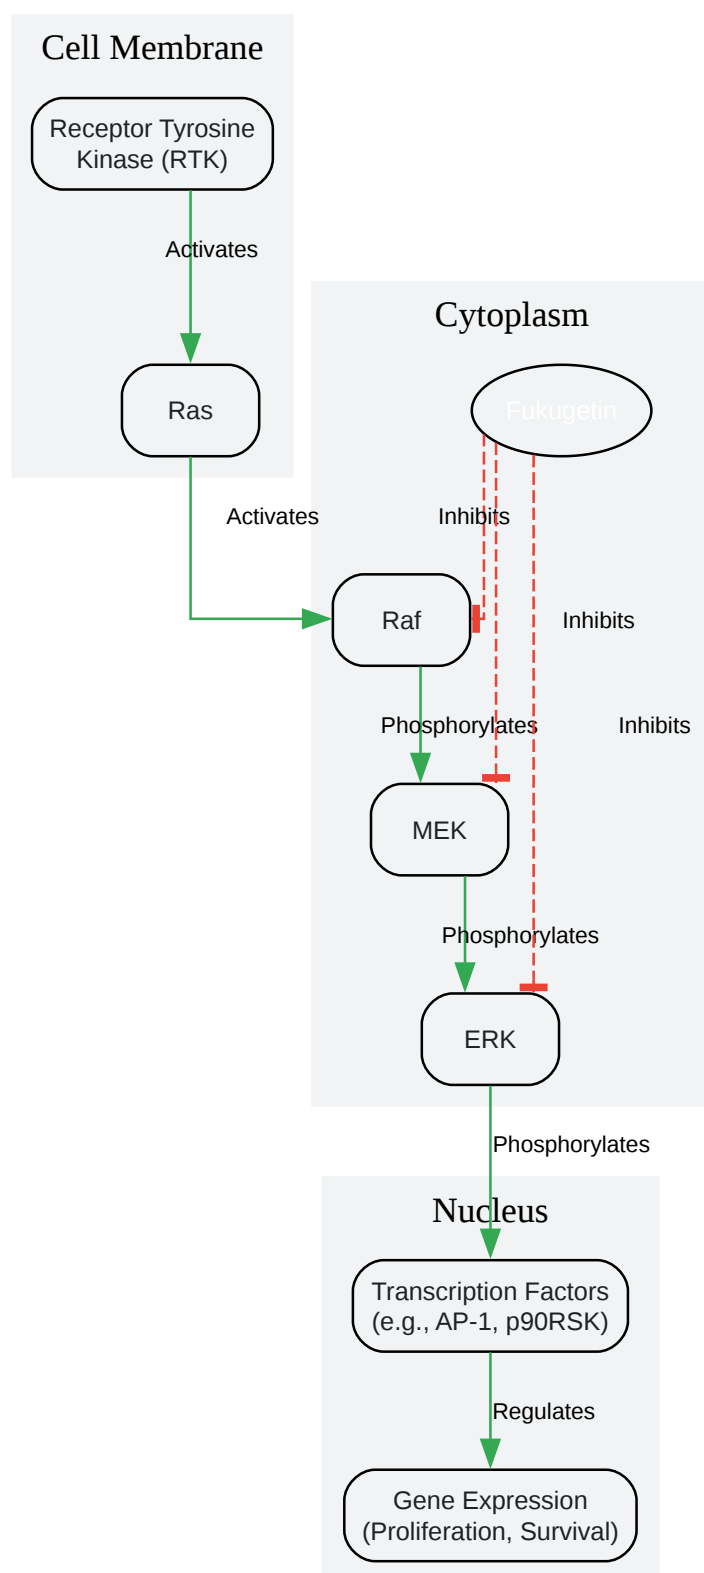 Cell Membrane
Receptor Tyrosine
Kinase (RTK)
Activates
Ras
Activates
Cytoplasm
Fukugetin
Inhibits
Raf
Inhibits
Phosphorylates
Inhibits
MEK
Phosphorylates
ERK
Phosphorylates
Nucleus
Transcription Factors
(e.g., AP-1, p90RSK)
Regulates
Gene Expression
(Proliferation, Survival)